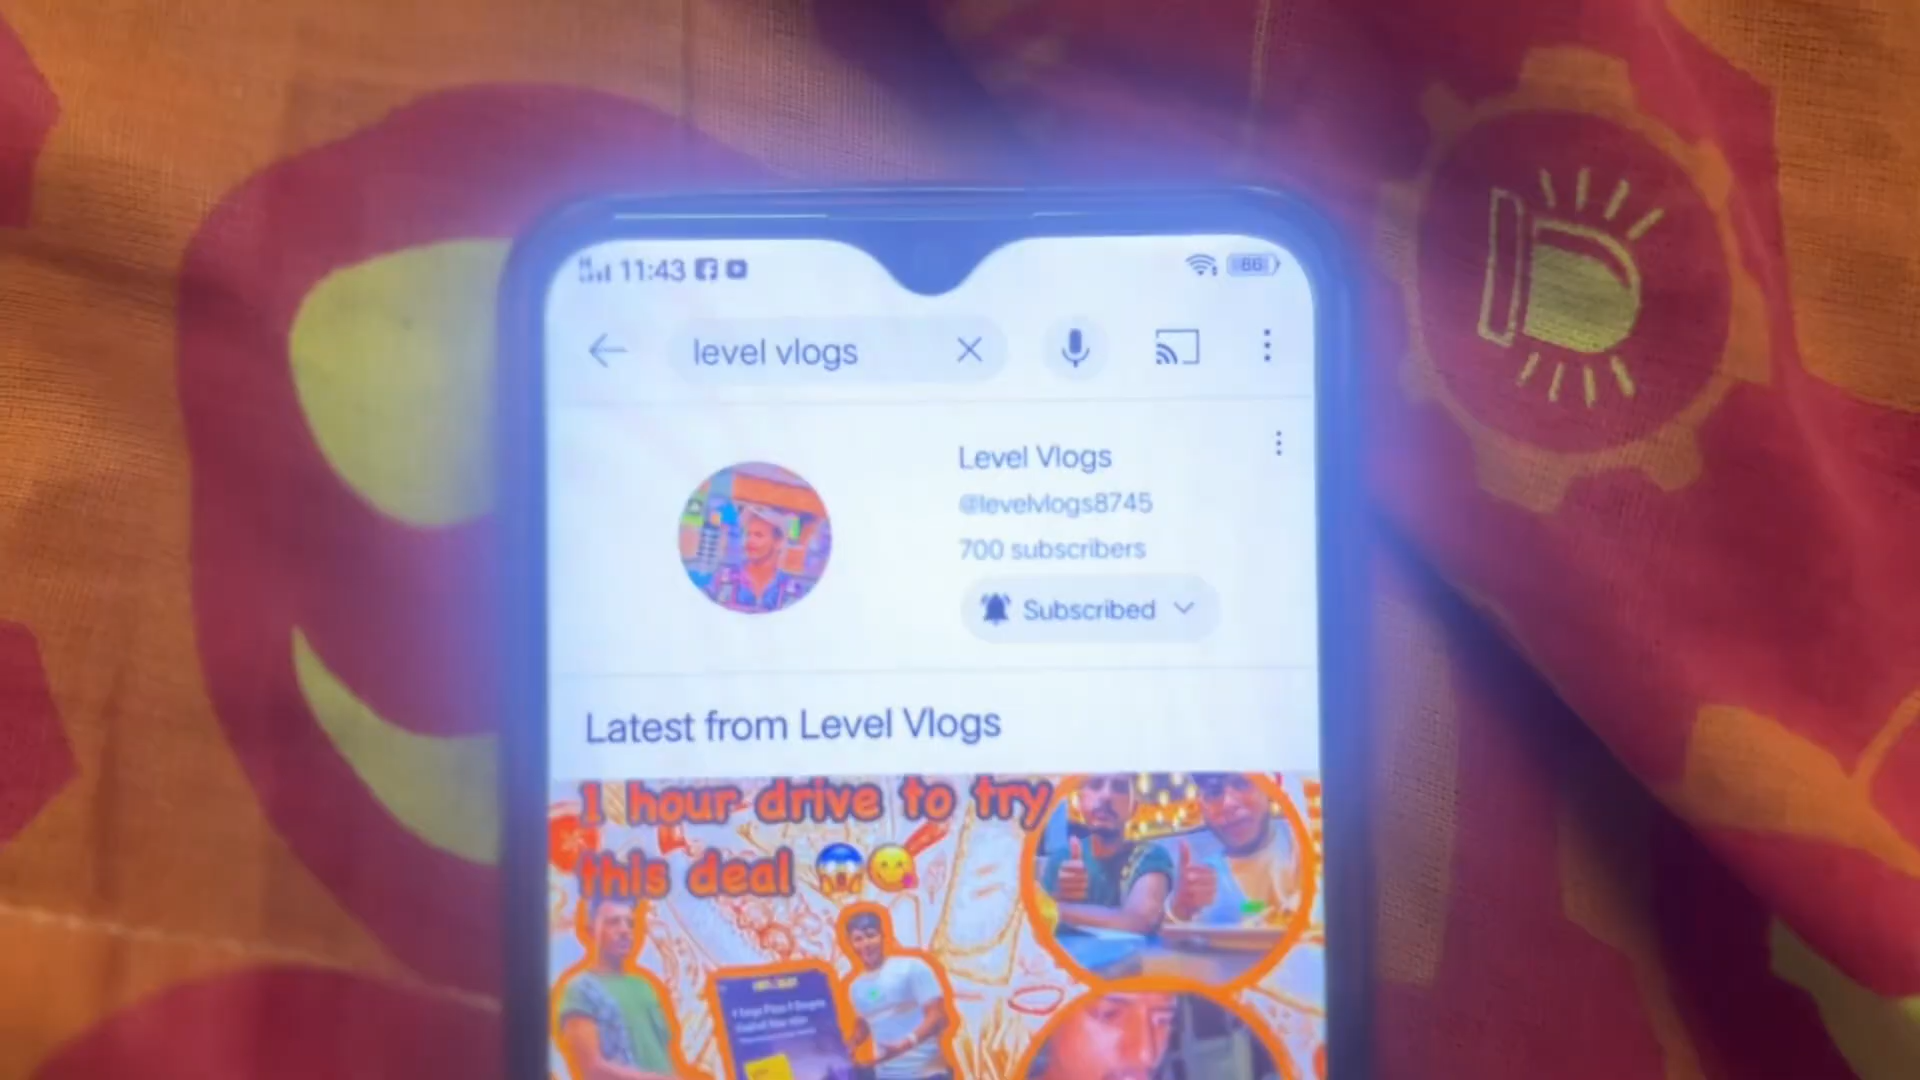 11:43
86
level vlogs
Level Vlogs
@levelvlogs8745
700 subscribers
Subscribed
Latest from Level Vlogs
1 hour drive to try
this deal